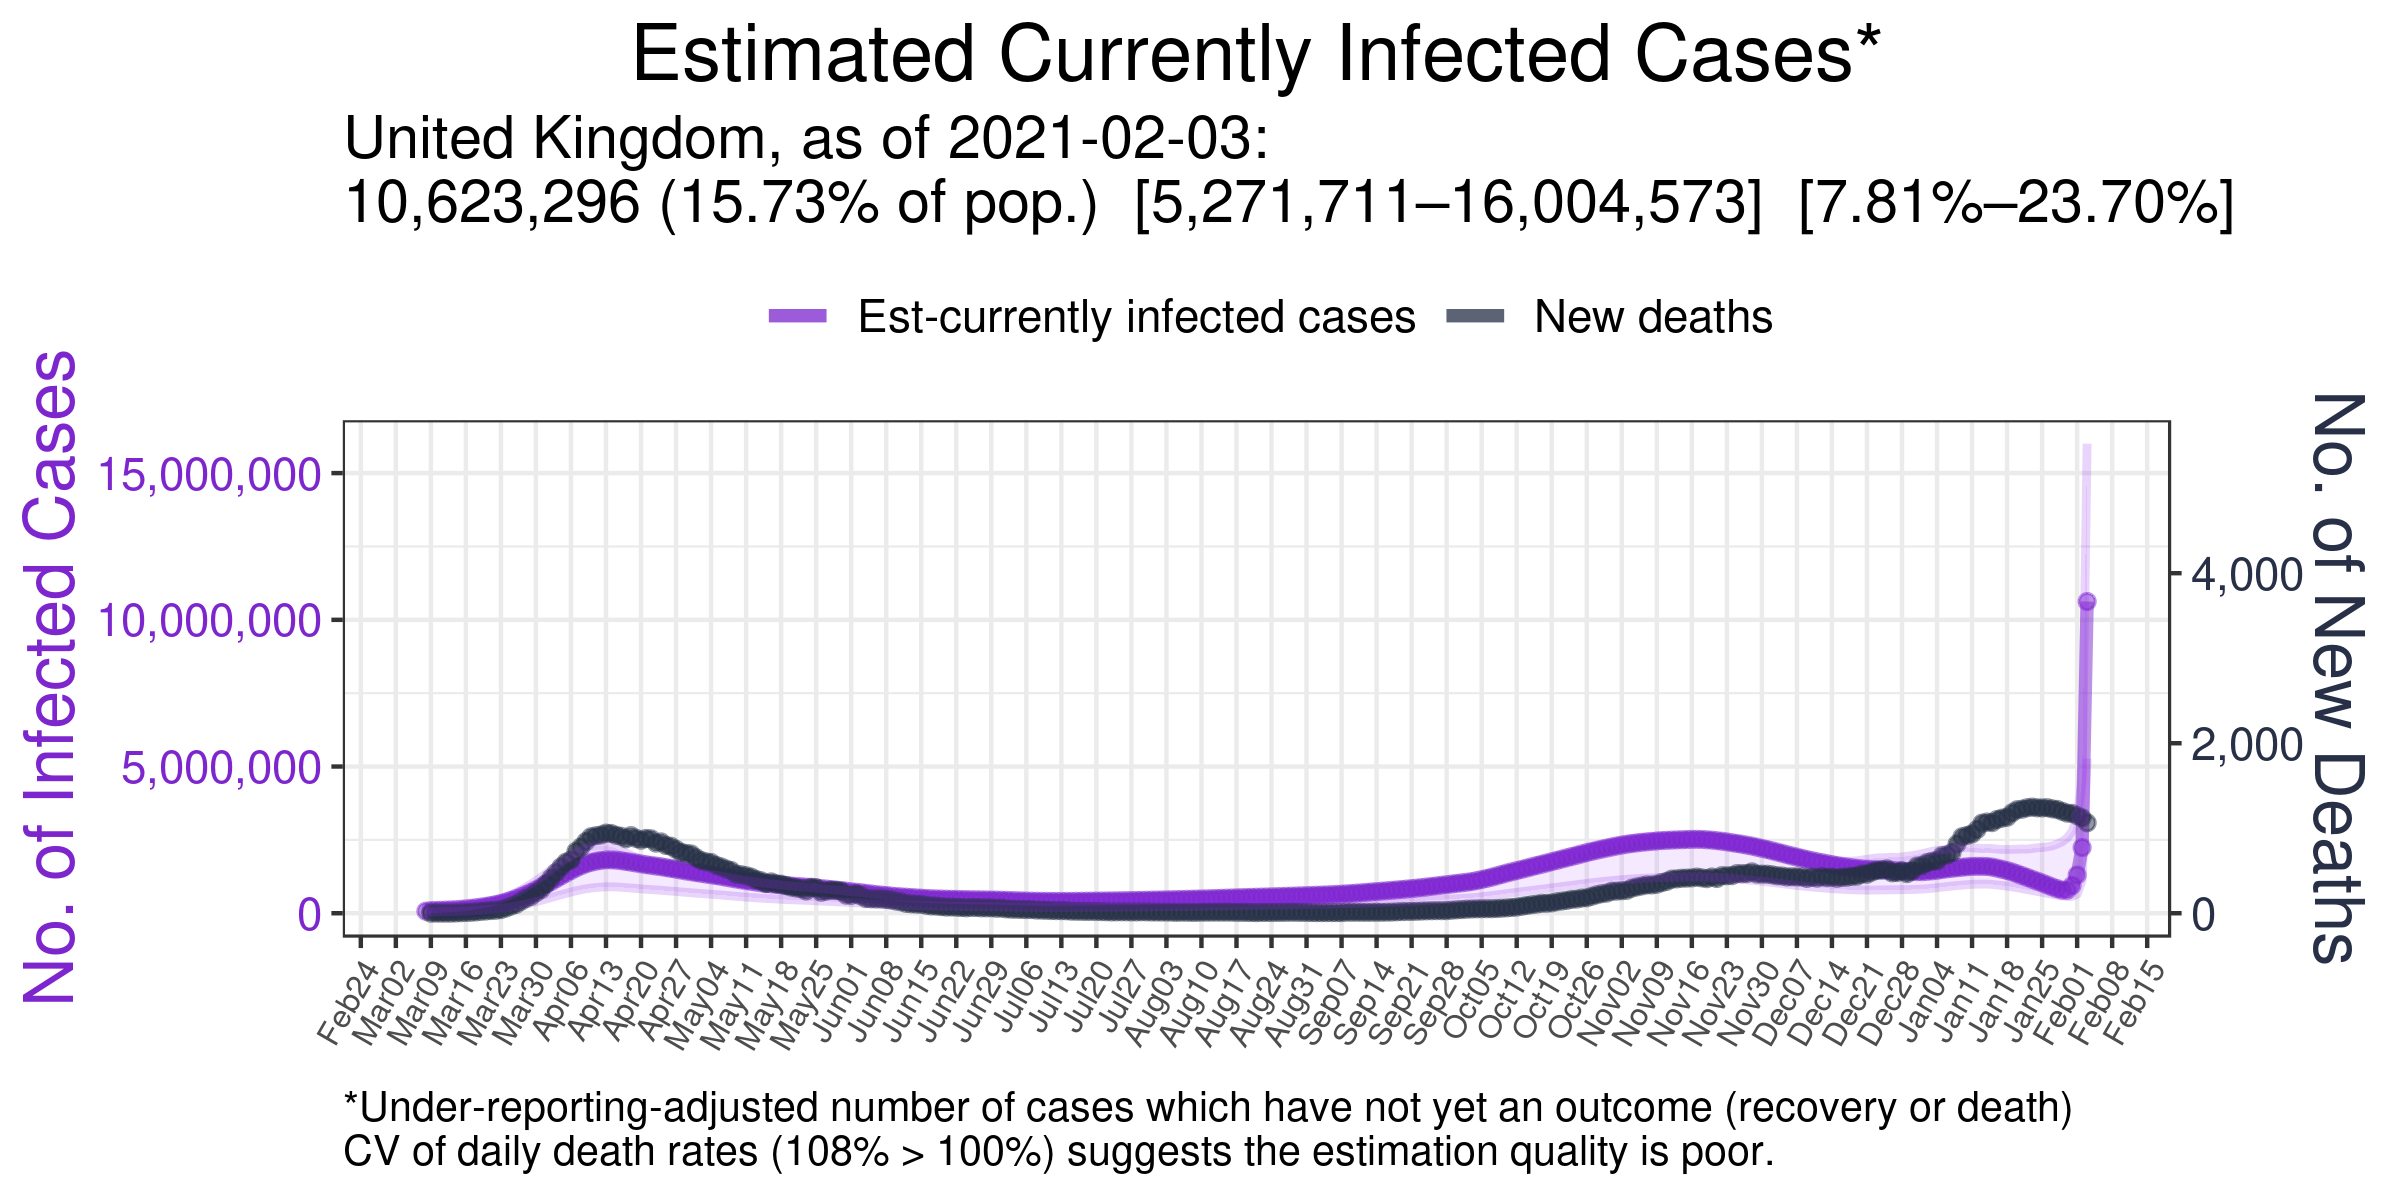 Estimated Currently Infected Cases*
United Kingdom, as of 2021-02-03:
10,623,296 (15.73% of pop.) [5,271,711–16,004,573] [7.81%–23.70%]
Est-currently infected cases
New deaths
No. of Infected Cases
15,000,000
10,000,000
5,000,000
0
4,000
2,000
0
No. of New Deaths
Feb24
Mar02
Mar09
Mar16
Mar23
Mar30
Apr06
Apr13
Apr20
Apr27
May04
May11
May18
May25
Jun01
Jun08
Jun15
Jun22
Jun29
Jul06
Jul13
Jul20
Jul27
Aug03
Aug10
Aug17
Aug24
Aug31
Sep07
Sep14
Sep21
Sep28
Oct05
Oct12
Oct19
Oct26
Nov02
Nov09
Nov16
Nov23
Nov30
Dec07
Dec14
Dec21
Dec28
Jan04
Jan11
Jan18
Jan25
Feb01
Feb08
Feb15
*Under-reporting-adjusted number of cases which have not yet an outcome (recovery or death)
CV of daily death rates (108% > 100%) suggests the estimation quality is poor.